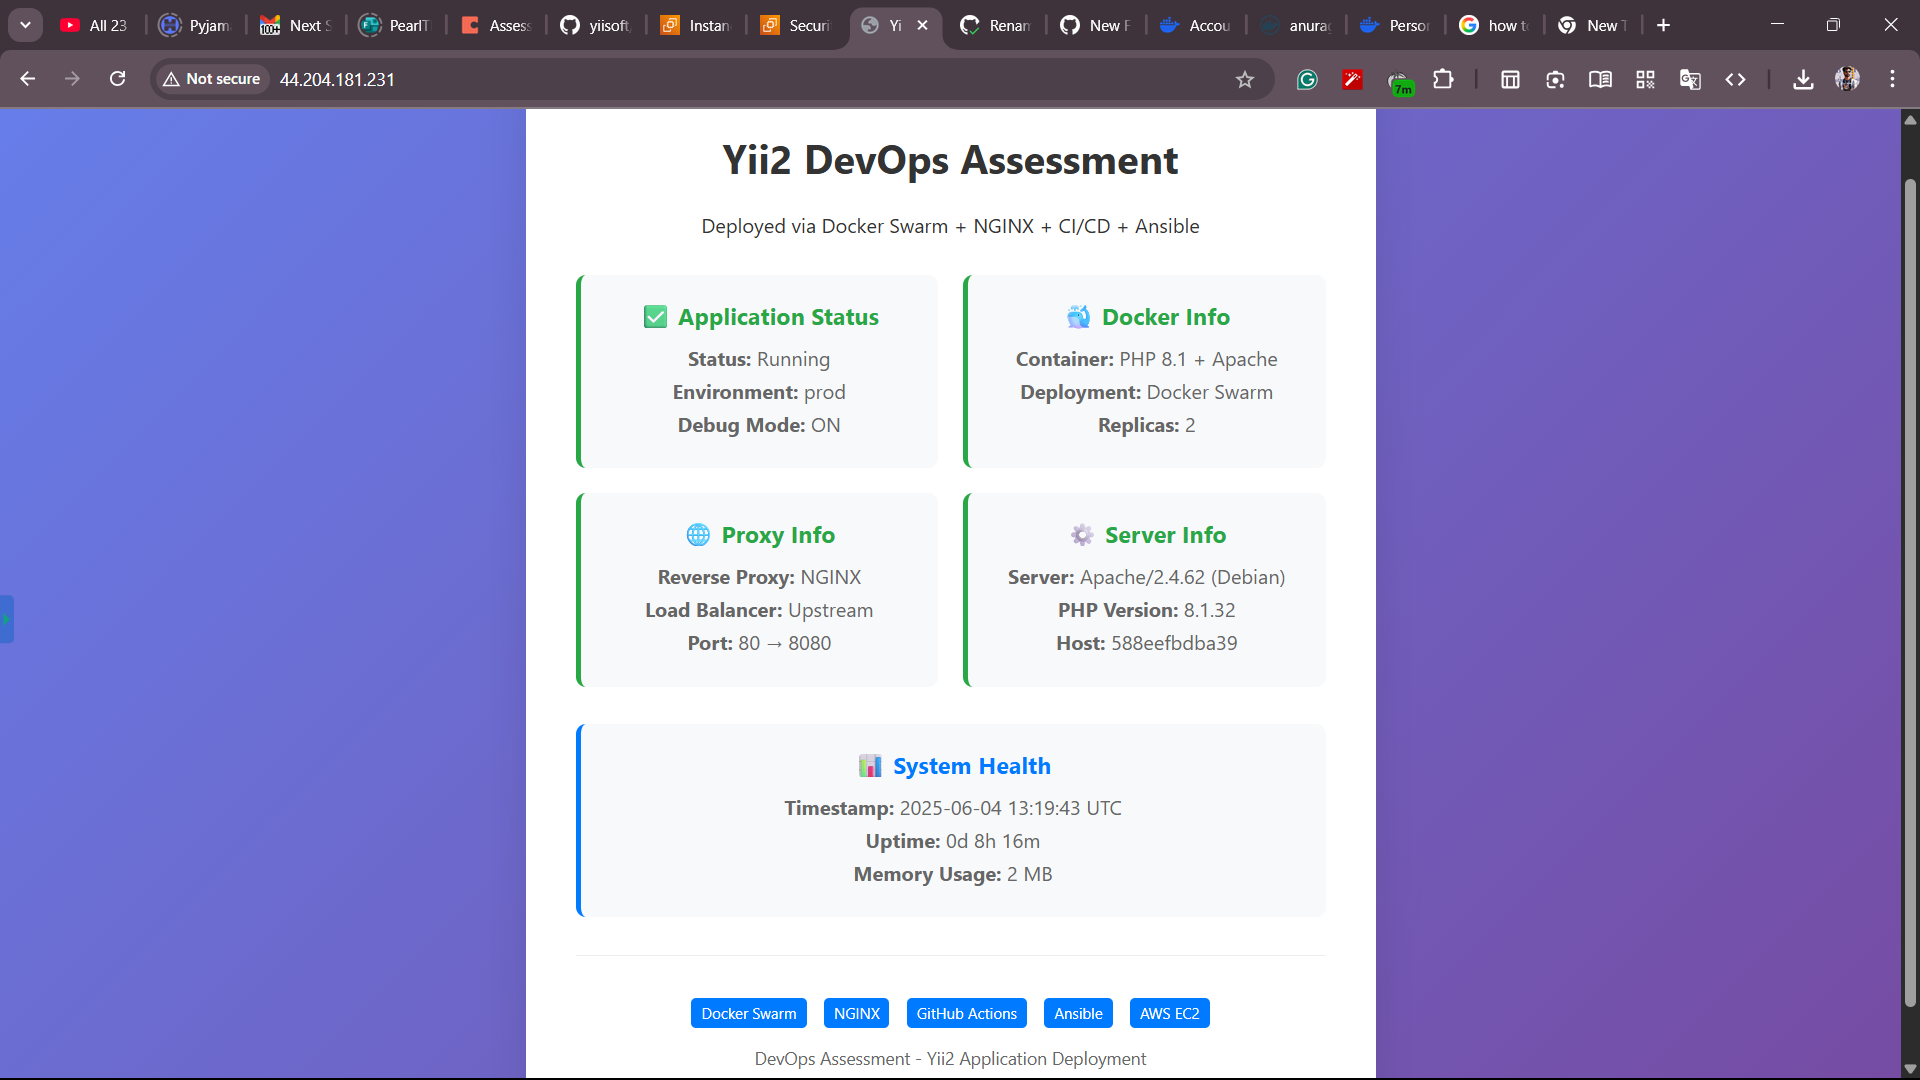 All 23
Pyjam
Next S
PearlT
Assess
yiisoft,
Instan
Securi
Yi
Renam
New F
Accou
anurag
Person
how to
New T
Not secure
44.204.181.231
7m
Yii2 DevOps Assessment
Deployed via Docker Swarm + NGINX + CI/CD + Ansible
Application Status
Status: Running
Environment: prod
Debug Mode: ON
Docker Info
Container: PHP 8.1 + Apache
Deployment: Docker Swarm
Replicas: 2
Proxy Info
Reverse Proxy: NGINX
Load Balancer: Upstream
Port: 80 → 8080
Server Info
Server: Apache/2.4.62 (Debian)
PHP Version: 8.1.32
Host: 588eefbdba39
System Health
Timestamp: 2025-06-04 13:19:43 UTC
Uptime: 0d 8h 16m
Memory Usage: 2 MB
Docker Swarm
NGINX
GitHub Actions
Ansible
AWS EC2
DevOps Assessment - Yii2 Application Deployment